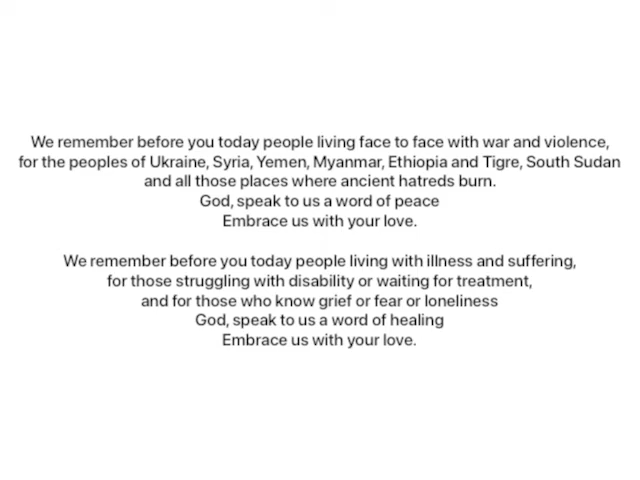 We remember before you today people living face to face with war and violence,
for the peoples of Ukraine, Syria, Yemen, Myanmar, Ethiopia and Tigre, South Sudan
and all those places where ancient hatreds burn.
God, speak to us a word of peace
Embrace us with your love.
We remember before you today people living with illness and suffering,
for those struggling with disability or waiting for treatment,
and for those who know grief or fear or loneliness
God, speak to us a word of healing
Embrace us with your love.